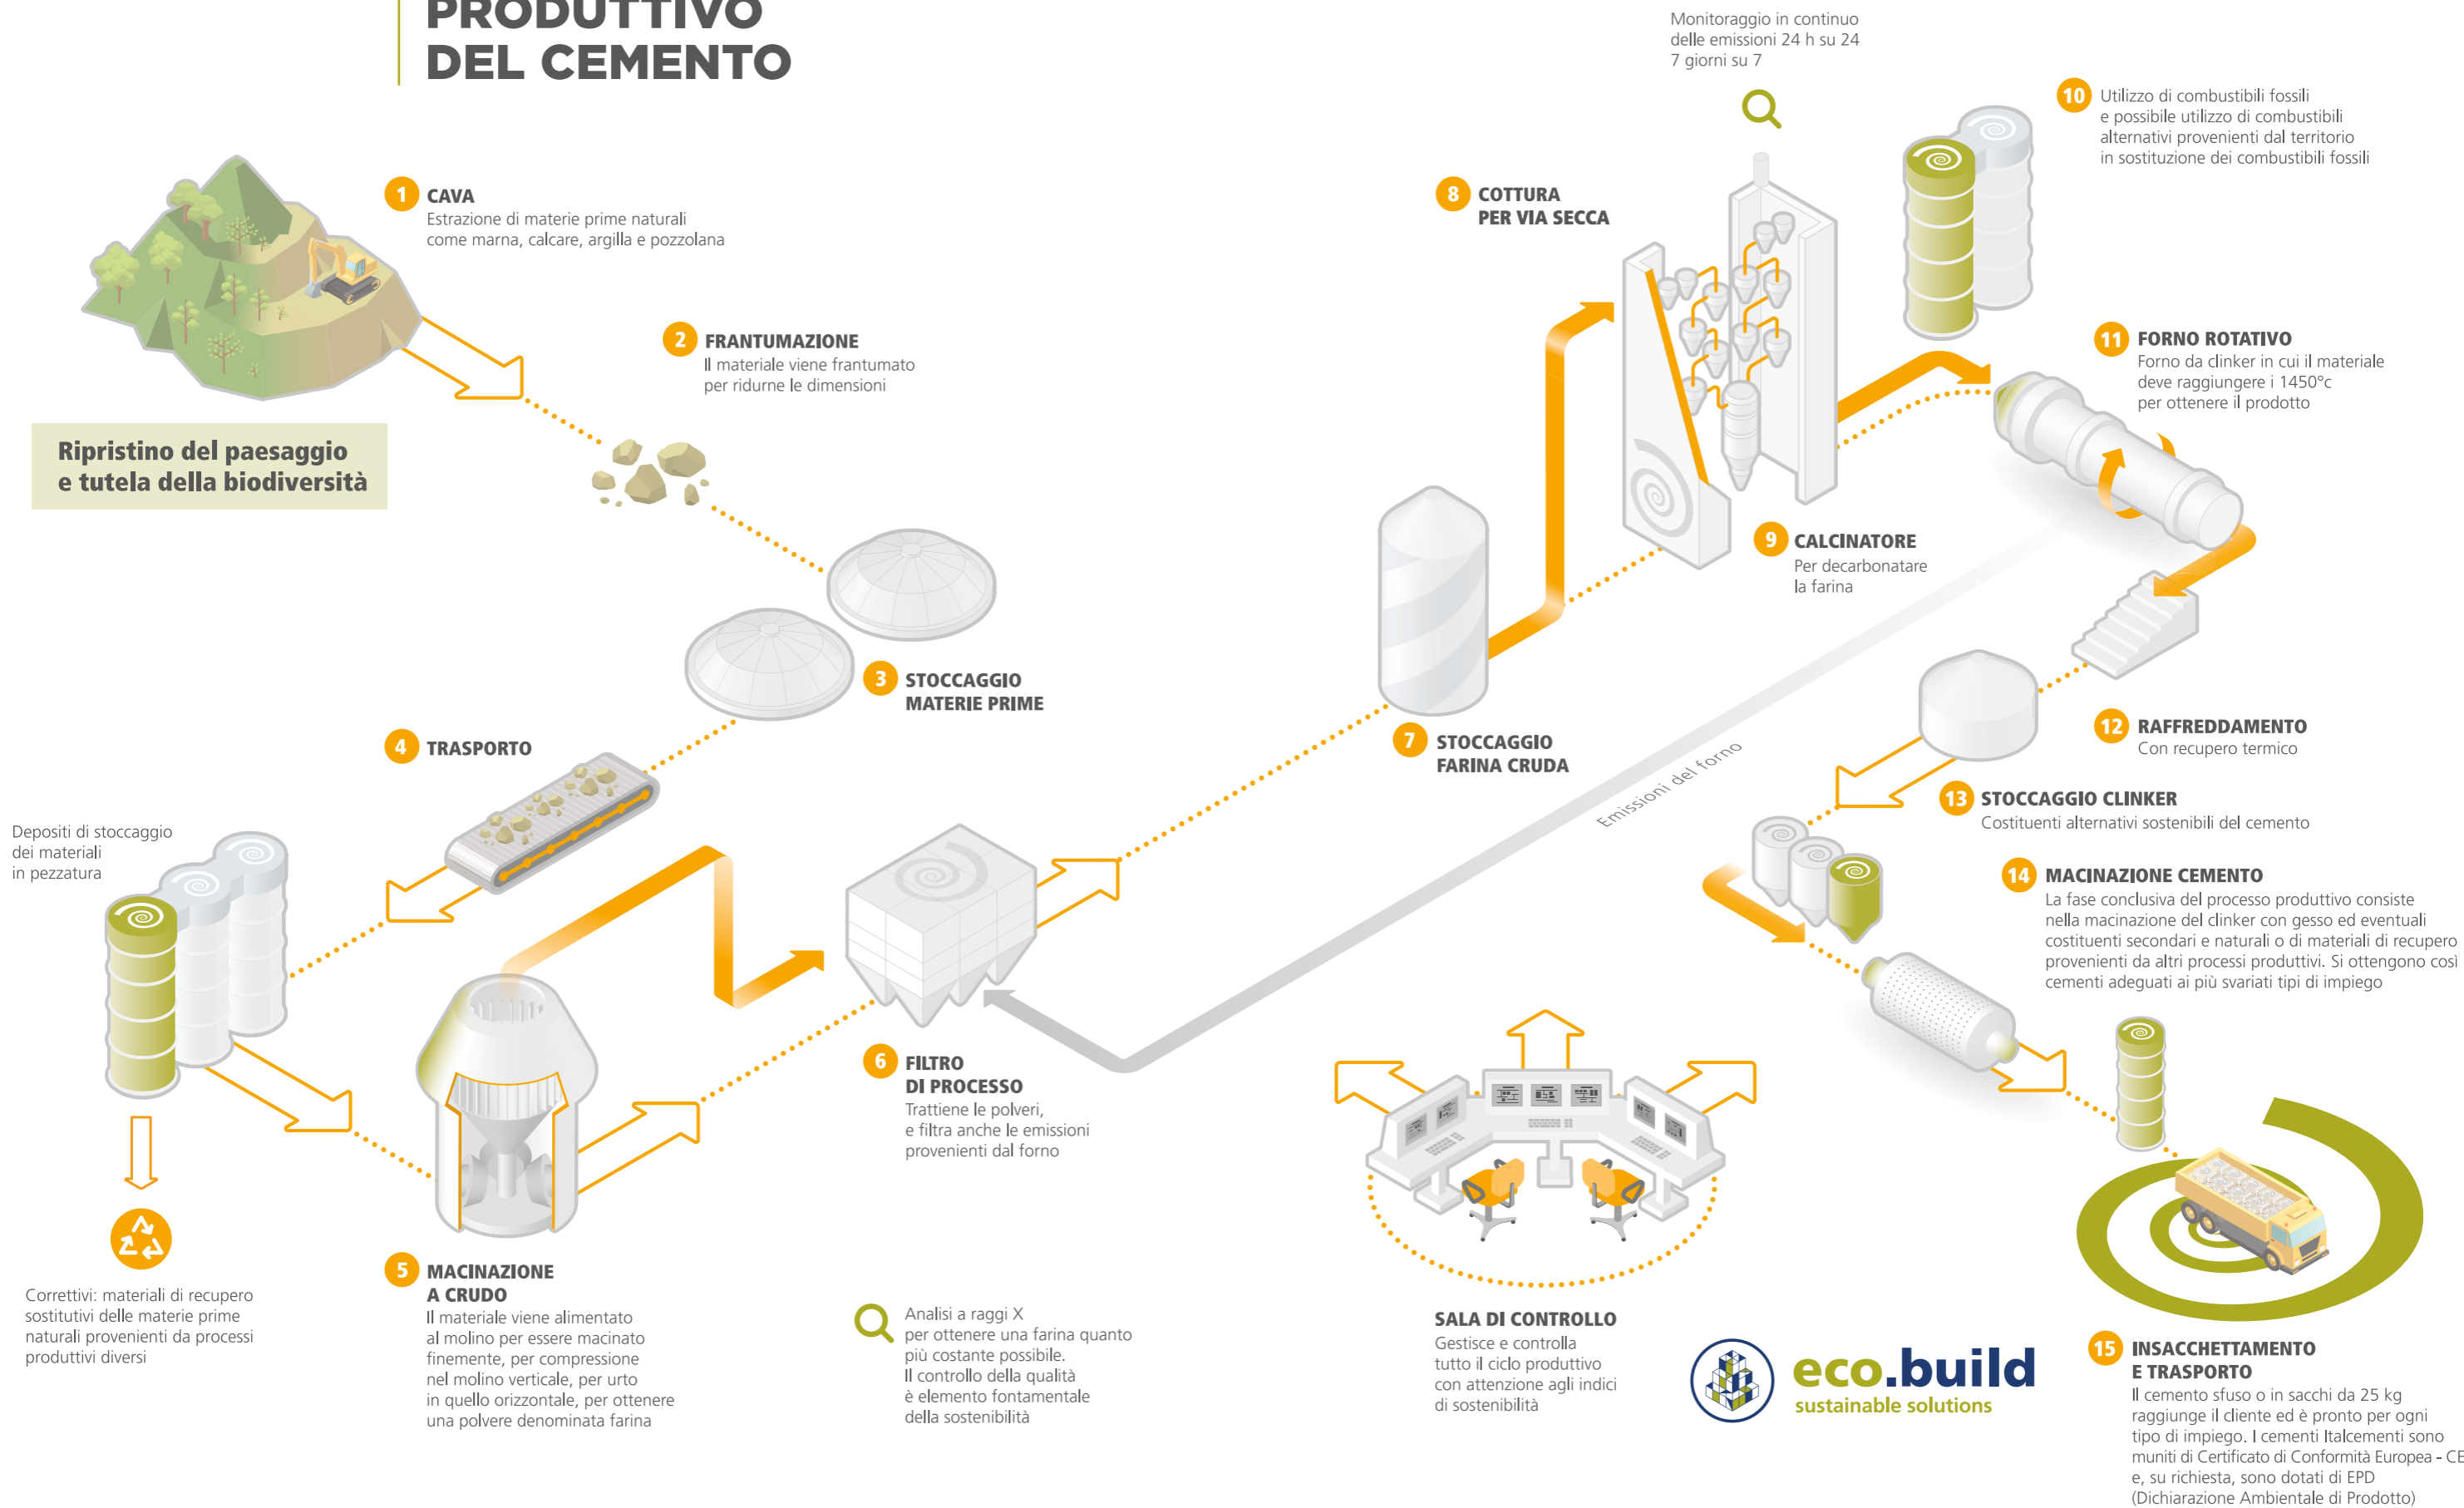 PRODUTTIVO
DEL CEMENTO
1 CAVA
Estrazione di materie prime naturali
come marna, calcare, argilla e pozzolana
Ripristino del paesaggio
e tutela della biodiversità
2 FRANTUMAZIONE
Il materiale viene frantumato
per ridurne le dimensioni
3 STOCCAGGIO
MATERIE PRIME
4 TRASPORTO
Depositi di stoccaggio
dei materiali
in pezzatura
Correttivi: materiali di recupero
sostitutivi delle materie prime
naturali provenienti da processi
produttivi diversi
5 MACINAZIONE
A CRUDO
Il materiale viene alimentato
al molino per essere macinato
finemente, per compressione
nel molino verticale, per urto
in quello orizzontale, per ottenere
una polvere denominata farina
6 FILTRO
DI PROCESSO
Trattiene le polveri,
e filtra anche le emissioni
provenienti dal forno
Analisi a raggi X
per ottenere una farina quanto
più costante possibile.
Il controllo della qualità
è elemento fontamentale
della sostenibilità
7 STOCCAGGIO
FARINA CRUDA
Emissioni del forno
Monitoraggio in continuo
delle emissioni 24 h su 24
7 giorni su 7
8 COTTURA
PER VIA SECCA
9 CALCINATORE
Per decarbonatare
la farina
10 Utilizzo di combustibili fossili
e possibile utilizzo di combustibili
alternativi provenienti dal territorio
in sostituzione dei combustibili fossili
11 FORNO ROTATIVO
Forno da clinker in cui il materiale
deve raggiungere i 1450°c
per ottenere il prodotto
12 RAFFREDDAMENTO
Con recupero termico
13 STOCCAGGIO CLINKER
Costituenti alternativi sostenibili del cemento
14 MACINAZIONE CEMENTO
La fase conclusiva del processo produttivo consiste
nella macinazione del clinker con gesso ed eventuali
costituenti secondari e naturali o di materiali di recupero
provenienti da altri processi produttivi. Si ottengono così
cementi adeguati ai più svariati tipi di impiego
SALA DI CONTROLLO
Gestisce e controlla
tutto il ciclo produttivo
con attenzione agli indici
di sostenibilità
eco.build
sustainable solutions
15 INSACCHETTAMENTO
E TRASPORTO
Il cemento sfuso o in sacchi da 25 kg
raggiunge il cliente ed è pronto per ogni
tipo di impiego. I cementi Italcementi sono
muniti di Certificato di Conformità Europea - CE
e, su richiesta, sono dotati di EPD
(Dichiarazione Ambientale di Prodotto)